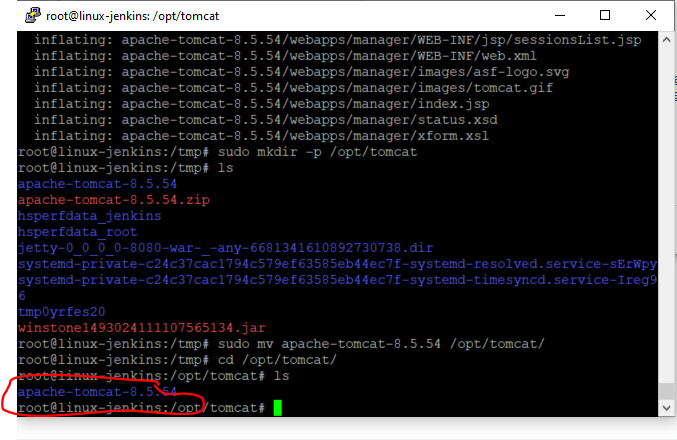 root@linux-jenkins: /opt/tomcat
inflating: apache-tomcat-8.5.54/webapps/manager/WEB-INF/jsp/sessionsList.jsp
inflating: apache-tomcat-8.5.54/webapps/manager/WEB-INF/web.xml
inflating: apache-tomcat-8.5.54/webapps/manager/images/asf-logo.svg
inflating: apache-tomcat-8.5.54/webapps/manager/images/tomcat.gif
inflating: apache-tomcat-8.5.54/webapps/manager/index.jsp
inflating: apache-tomcat-8.5.54/webapps/manager/status.xsd
inflating: apache-tomcat-8.5.54/webapps/manager/xform.xsl
root@linux-jenkins:/tmp# sudo mkdir -p /opt/tomcat
root@linux-jenkins:/tmp# ls
apache-tomcat-8.5.54
apache-tomcat-8.5.54.zip
hsperfdata_jenkins
hsperfdata_root
jetty-0_0_0_0-8080-war-_-any-6681341610892730738.dir
systemd-private-c24c37cac1794c579ef63585eb44ec7f-systemd-resolved.service-sErWpy
systemd-private-c24c37cac1794c579ef63585eb44ec7f-systemd-timesyncd.service-Ireg9
6
tmp0yrfes20
winstone1493024111107565134.jar
root@linux-jenkins:/tmp# sudo mv apache-tomcat-8.5.54 /opt/tomcat/
root@linux-jenkins:/tmp# cd /opt/tomcat/
root@linux-jenkins:/opt/tomcat# ls
apache-tomcat-8.5.54
root@linux-jenkins:/opt/tomcat#